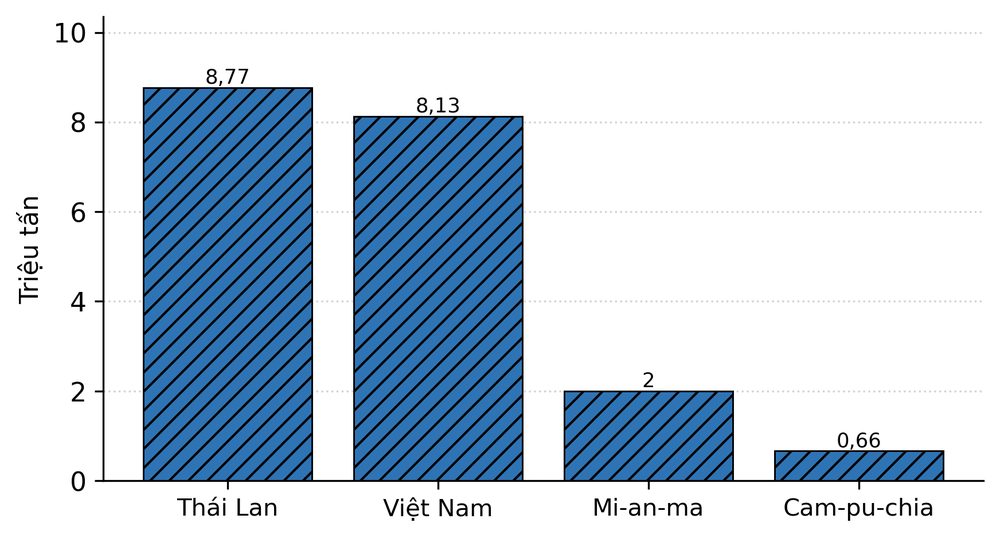 Triệu tấn
10
8
6
4
2
0
8,77
8,13
2
0,66
Thái Lan
Việt Nam
Mi-an-ma
Cam-pu-chia